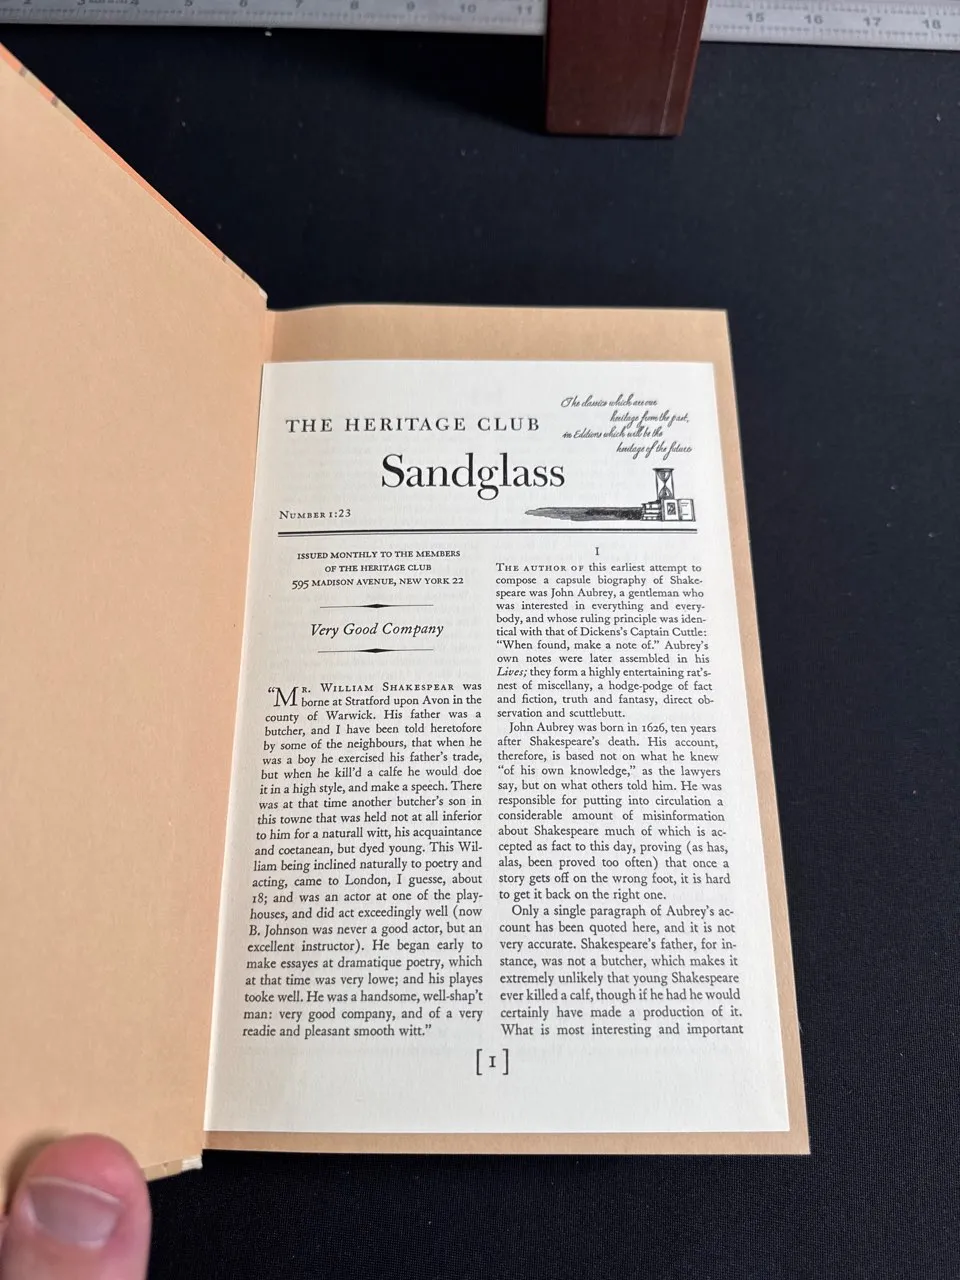 2 3 4 5 6 7 8 9 10 11 15 16 17 18
The classics which are our
heritage from the past,
in Editions which will be the
heritage of the future
THE HERITAGE CLUB
Sandglass
NUMBER 1:23
ISSUED MONTHLY TO THE MEMBERS
OF THE HERITAGE CLUB
595 MADISON AVENUE, NEW YORK 22
Very Good Company
“MR. WILLIAM SHAKESPEAR was
borne at Stratford upon Avon in the
county of Warwick. His father was a
butcher, and I have been told heretofore
by some of the neighbours, that when he
was a boy he exercised his father's trade,
but when he kill'd a calfe he would doe
it in a high style, and make a speech. There
was at that time another butcher's son in
this towne that was held not at all inferior
to him for a naturall witt, his acquaintance
and coetanean, but dyed young. This Wil-
liam being inclined naturally to poetry and
acting, came to London, I guess, about
18; and was an actor at one of the play-
houses, and did act exceedingly well (now
B. Johnson was never a good actor, but an
excellent instructor). He began early to
make essayes at dramatique poetry, which
at that time was very lowe; and his playes
tooke well. He was a handsome, well-shap't
man: very good company, and of a very
readie and pleasant smooth witt.”
I
THE AUTHOR OF this earliest attempt to
compose a capsule biography of Shake-
speare was John Aubrey, a gentleman who
was interested in everything and every-
body, and whose ruling principle was iden-
tical with that of Dickens's Captain Cuttle:
“When found, make a note of.” Aubrey's
own notes were later assembled in his
Lives; they form a highly entertaining rat's-
nest of miscellany, a hodge-podge of fact
and fiction, truth and fantasy, direct ob-
servation and scuttlebutt.
John Aubrey was born in 1626, ten years
after Shakespeare's death. His account,
therefore, is based not on what he knew
“of his own knowledge,” as the lawyers
say, but on what others told him. He was
responsible for putting into circulation a
considerable amount of misinformation
about Shakespeare much of which is ac-
cepted as fact to this day, proving (as has,
alas, been proved too often) that once a
story gets off on the wrong foot, it is hard
to get it back on the right one.
Only a single paragraph of Aubrey's ac-
count has been quoted here, and it is not
very accurate. Shakespeare's father, for in-
stance, was not a butcher, which makes it
extremely unlikely that young Shakespeare
ever killed a calf, though if he had he would
certainly have made a production of it.
What is most interesting and important
[1]